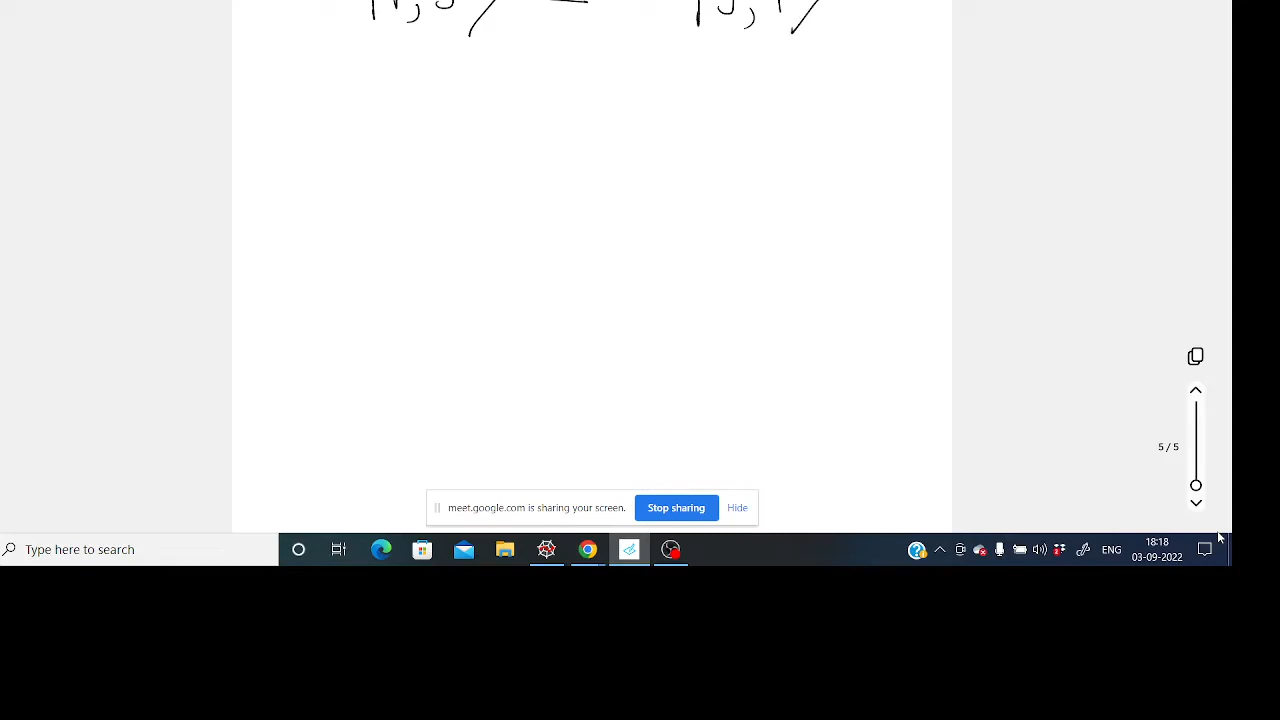 5 / 5
meet.google.com is sharing your screen. Stop sharing Hide
Type here to search ENG 18:18
03-09-2022